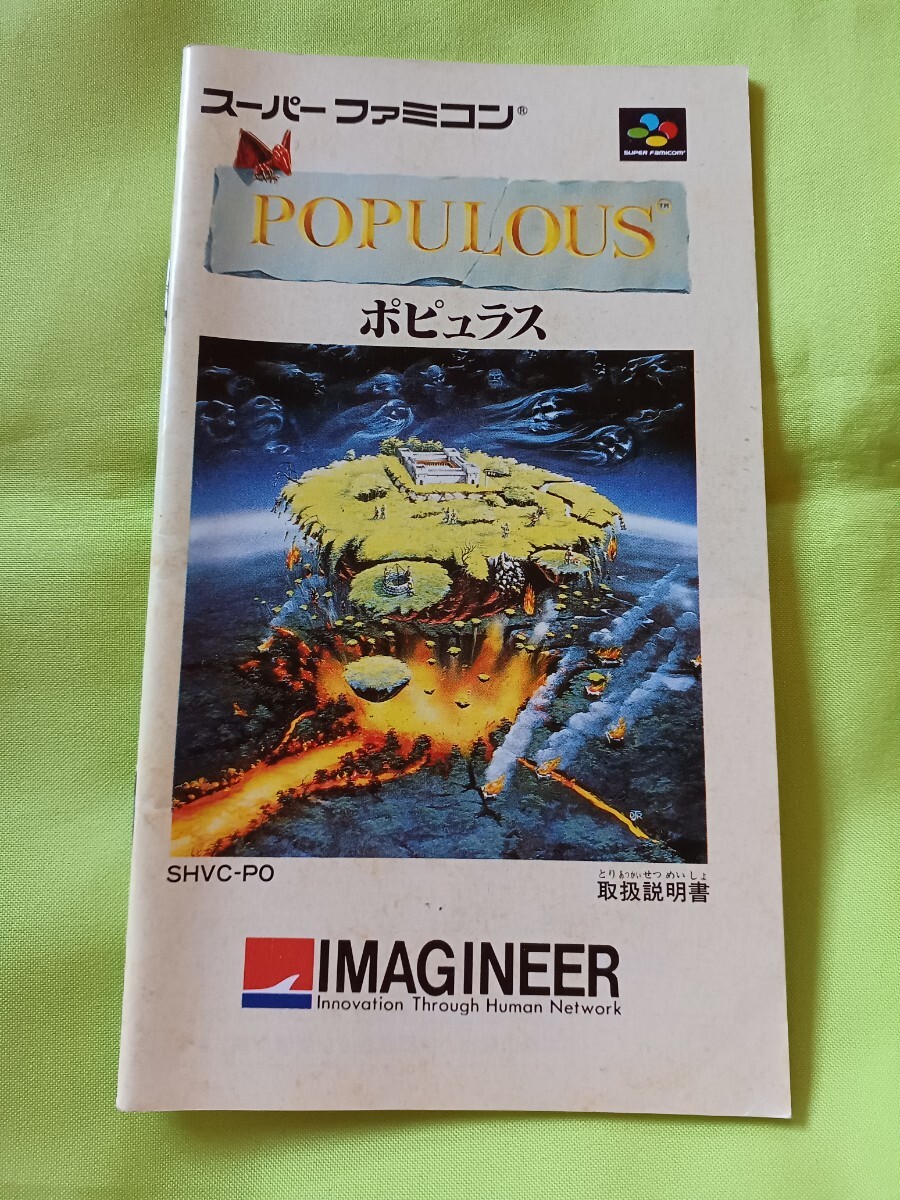 スーパーファミコン®
SUPER FAMICOM
POPULOUS™
ポピュラス
SHVC-PO
とりあつかいせつめいしょ
取扱説明書
IMAGINEER
Innovation Through Human Network